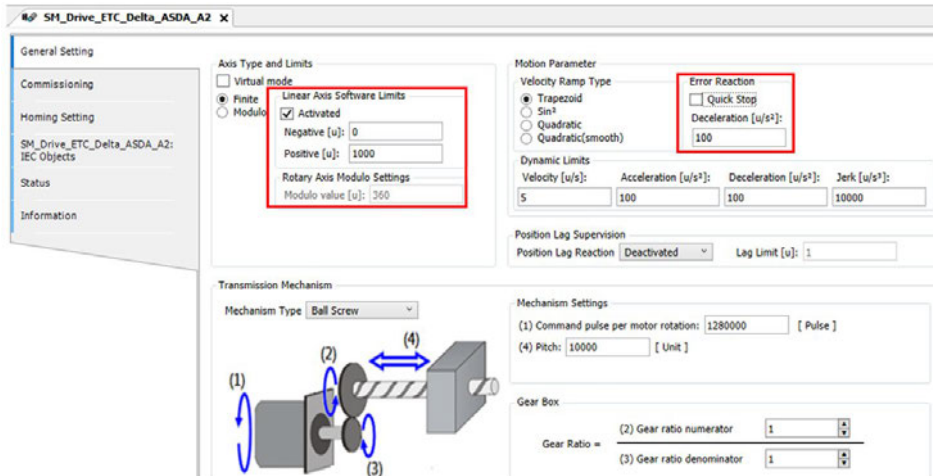 SM_Drive_ETC_Delta_ASDA_A2 X
General Setting
Commissioning
Homing Setting
SM_Drive_ETC_Delta_ASDA_A2:
IEC Objects
Status
Information
Axis Type and Limits
Virtual mode
Finite
Modulo
Linear Axis Software Limits
Activated
Negative [u]: 0
Positive [u]: 1000
Rotary Axis Modulo Settings
Modulo value [u]: 360
Motion Parameter
Velocity Ramp Type
Trapezoid
Sin²
Quadratic
Quadratic(smooth)
Error Reaction
Quick Stop
Deceleration [u/s²]:
100
Dynamic Limits
Velocity [u/s]: Acceleration [u/s²]: Deceleration [u/s²]: Jerk [u/s³]:
5 100 100 10000
Position Lag Supervision
Position Lag Reaction Deactivated Lag Limit [u]: 1
Transmission Mechanism
Mechanism Type Ball Screw
(1)
(2)
(4)
(3)
Mechanism Settings
(1) Command pulse per motor rotation: 1280000 [ Pulse ]
(4) Pitch: 10000 [ Unit ]
Gear Box
Gear Ratio =
(2) Gear ratio numerator 1
(3) Gear ratio denominator 1